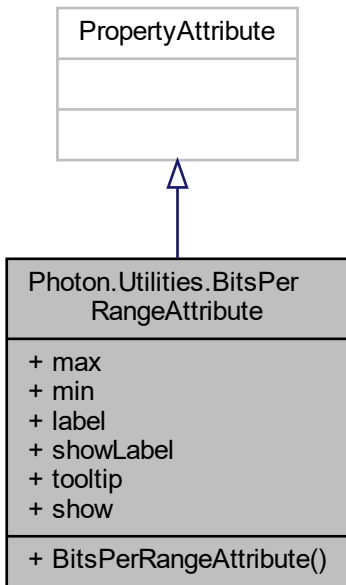 PropertyAttribute
Photon.Utilities.BitsPer
RangeAttribute
+ max
+ min
+ label
+ showLabel
+ tooltip
+ show
+ BitsPerRangeAttribute()